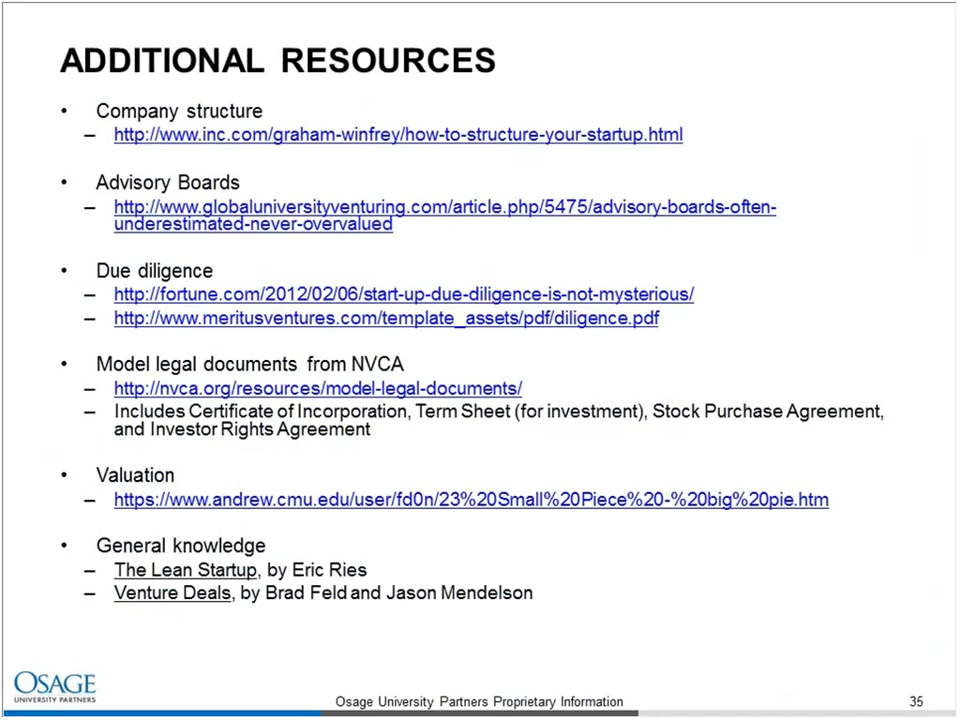 ADDITIONAL RESOURCES
• Company structure
– http://www.inc.com/graham-winfrey/how-to-structure-your-startup.html
• Advisory Boards
– http://www.globaluniversityventuring.com/article.php/5475/advisory-boards-often-
underestimated-never-overvalued
• Due diligence
– http://fortune.com/2012/02/06/start-up-due-diligence-is-not-mysterious/
– http://www.meritusventures.com/template_assets/pdf/diligence.pdf
• Model legal documents from NVCA
– http://nvca.org/resources/model-legal-documents/
– Includes Certificate of Incorporation, Term Sheet (for investment), Stock Purchase Agreement,
and Investor Rights Agreement
• Valuation
– https://www.andrew.cmu.edu/user/fd0n/23%20Small%20Piece%20-%20big%20pie.htm
• General knowledge
– The Lean Startup, by Eric Ries
– Venture Deals, by Brad Feld and Jason Mendelson
OSAGE
UNIVERSITY PARTNERS
Osage University Partners Proprietary Information
35